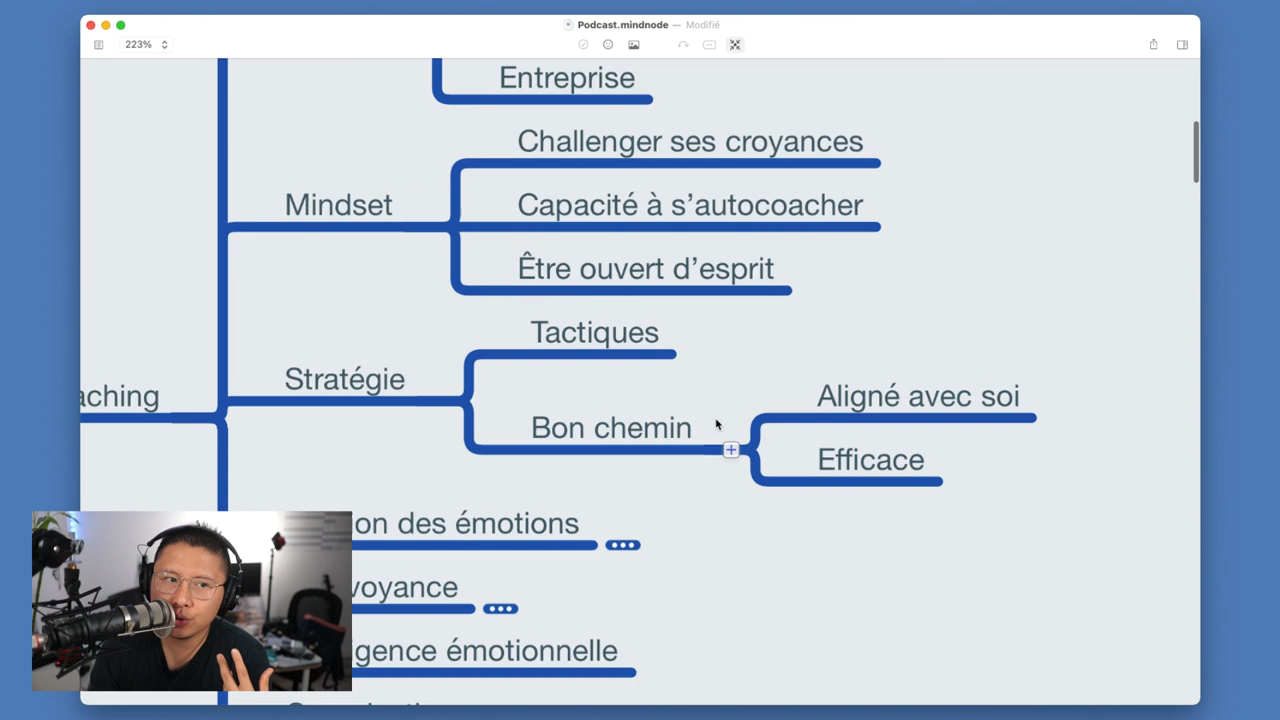 Podcast.mindnode — Modifié
223%
Entreprise
Challenger ses croyances
Mindset
Capacité à s’autocoacher
Être ouvert d’esprit
Tactiques
Stratégie
aching
Aligné avec soi
Bon chemin
Efficace
on des émotions
voyance
igence émotionnelle